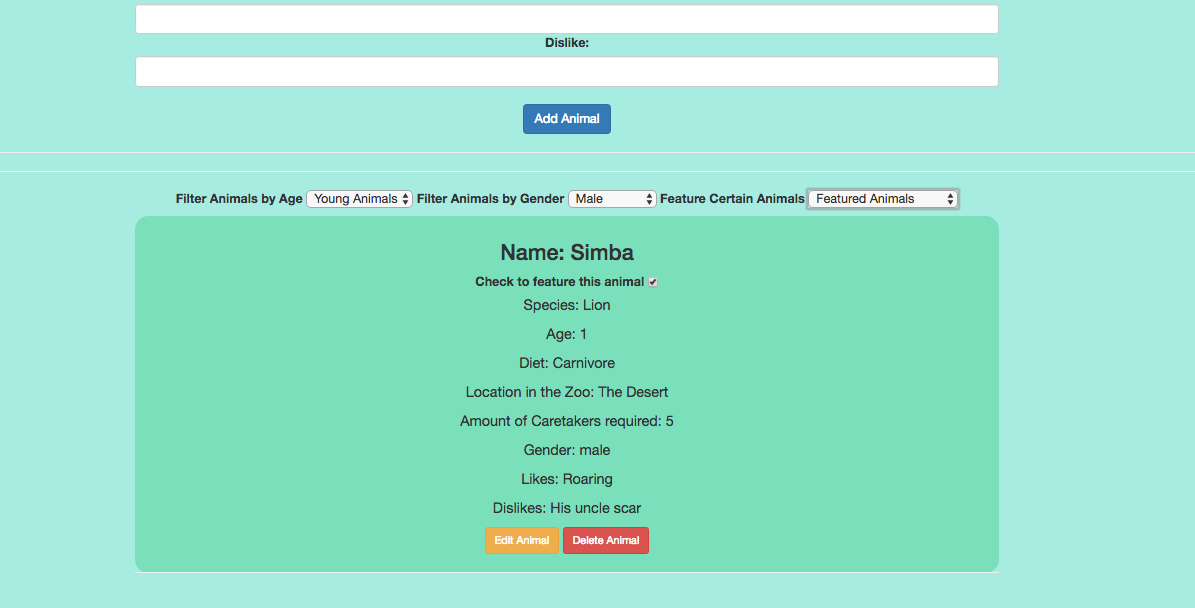 Dislike:
Add Animal
Filter Animals by Age Young Animals Filter Animals by Gender Male Feature Certain Animals Featured Animals
Name: Simba
Check to feature this animal
Species: Lion
Age: 1
Diet: Carnivore
Location in the Zoo: The Desert
Amount of Caretakers required: 5
Gender: male
Likes: Roaring
Dislikes: His uncle scar
Edit Animal Delete Animal